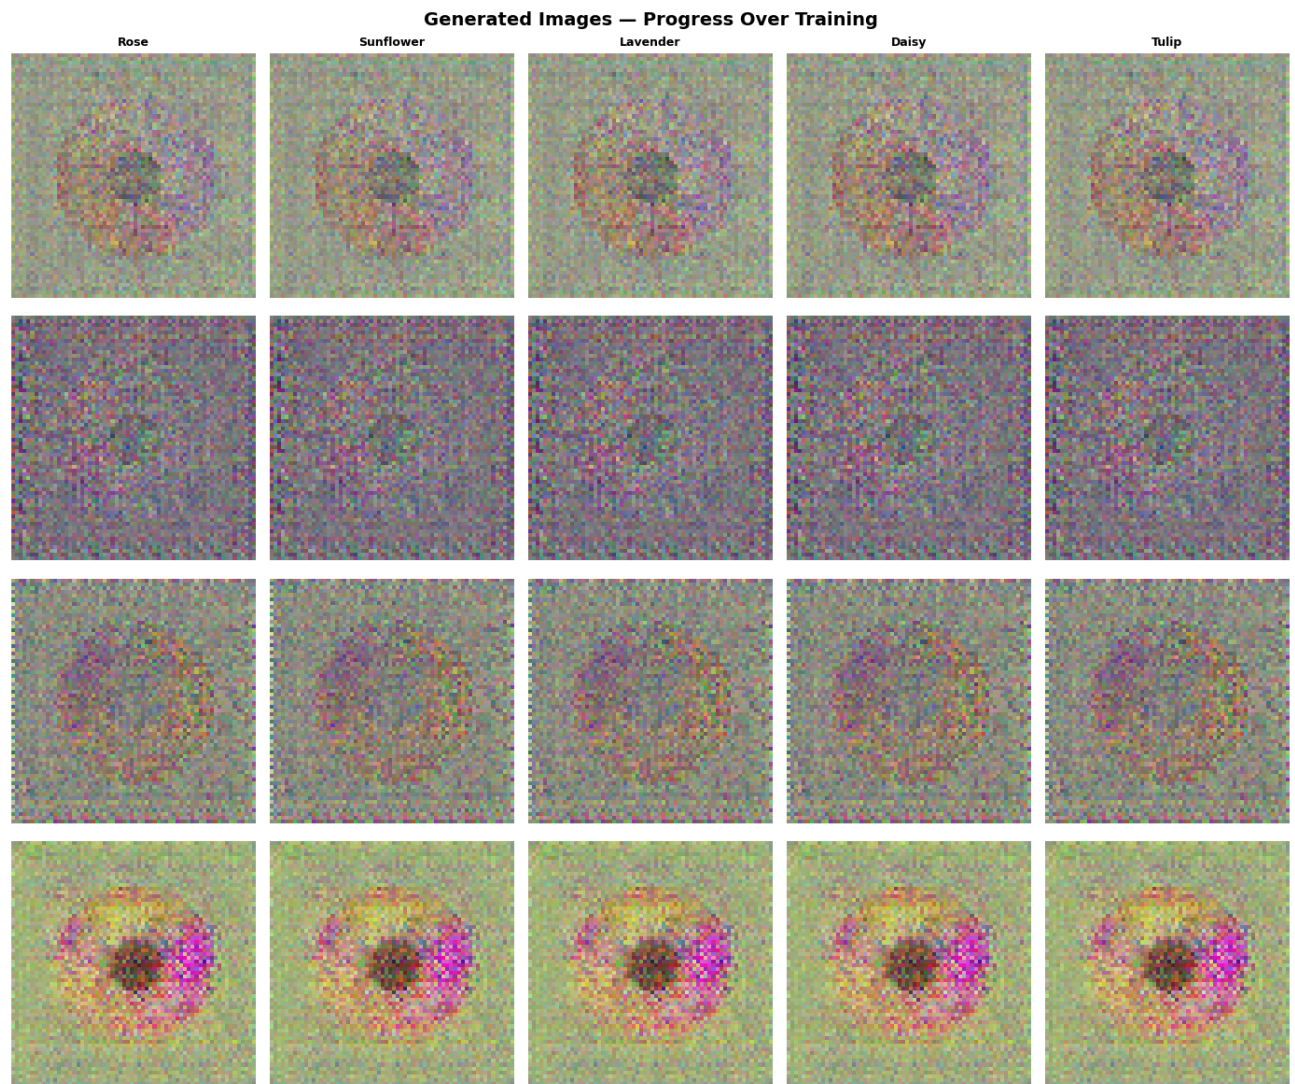 Generated Images — Progress Over Training
Rose Sunflower Lavender Daisy Tulip